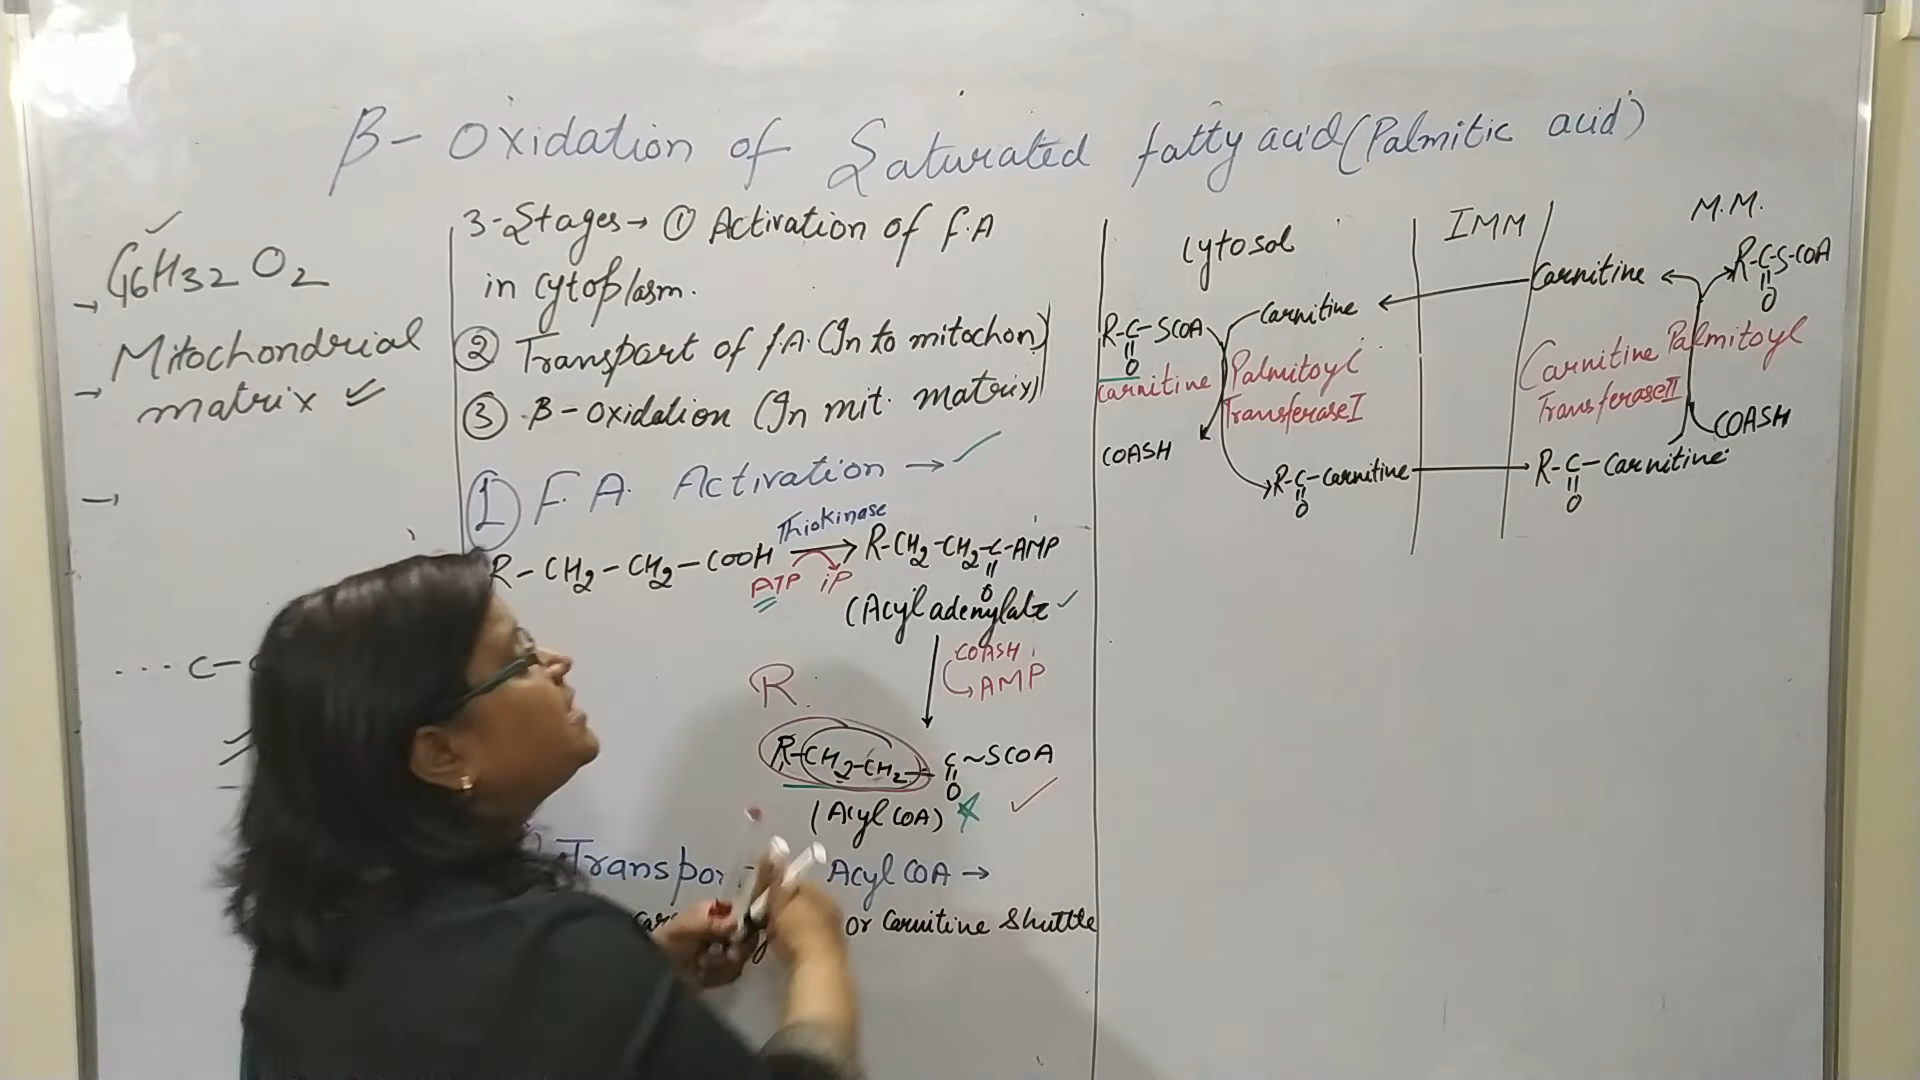 β- Oxidation of Saturated fatty acid (Palmitic acid)
C16H32O2
Mitochondrial
matrix
... C-
3-Stages → ① Activation of F.A
in cytoplasm.
② Transpart of f.A. (In to mitochon)
③ β-oxidation (In mit. matrix)
1 F.A. Activation →
R-CH2-CH2-COOH Thiokinase → R-CH2-CH2-C-AMP
ATP iP O
(Acyl adenylate
COASH
AMP
R.
R-CH2-CH2-C~SCOA
O
(Acyl COA)
Transpor Acyl COA →
or Carnitine Shuttle
Cytosol IMM M.M.
Carnitine Carnitine R-C-S-COA
O
R-C-SCOA
O
Carnitine Palmitoyl
Transferase I
Carnitine Palmitoyl
Transferase II
COASH COASH
R-C-Carnitine R-C-Carnitine
O O